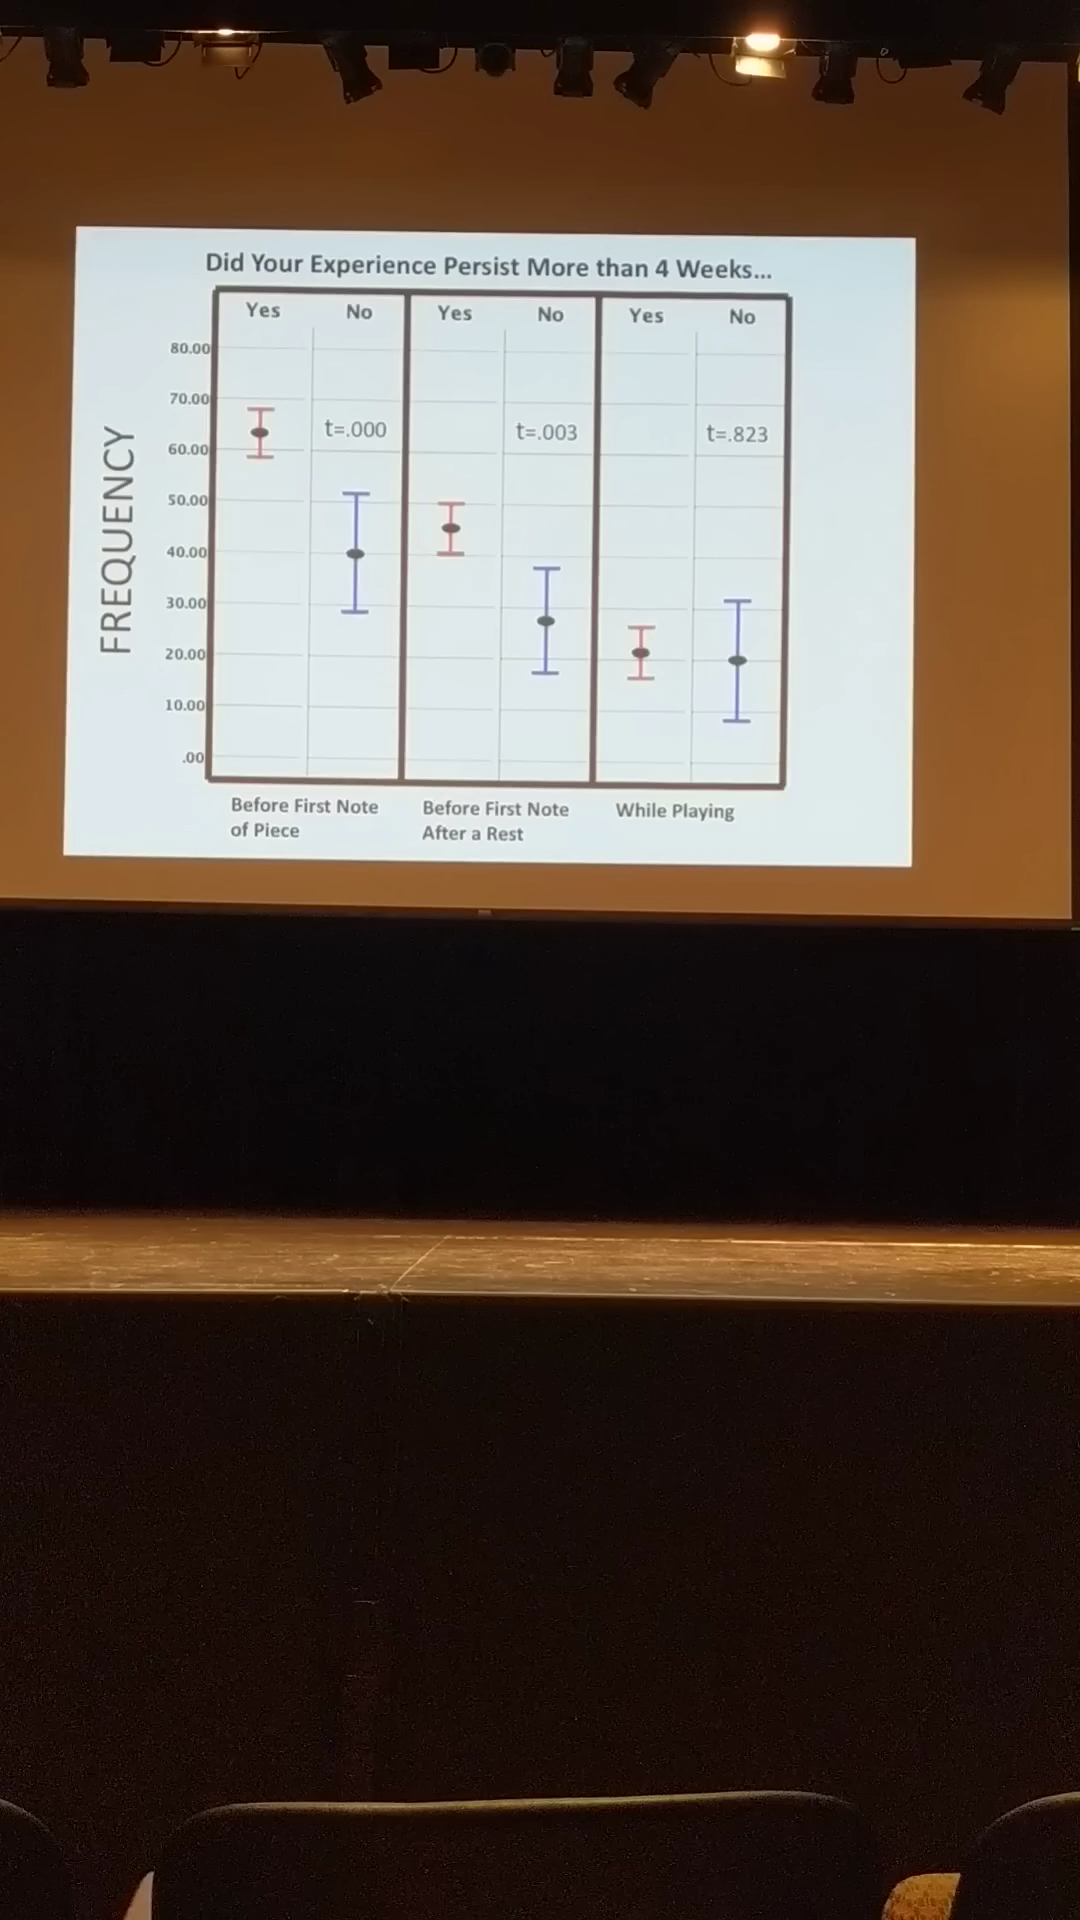 Did Your Experience Persist More than 4 Weeks...
Yes No Yes No Yes No
80.00
70.00
t=.000 t=.003 t=.823
60.00
50.00
40.00
30.00
20.00
10.00
.00
FREQUENCY
Before First Note
of Piece
Before First Note
After a Rest
While Playing